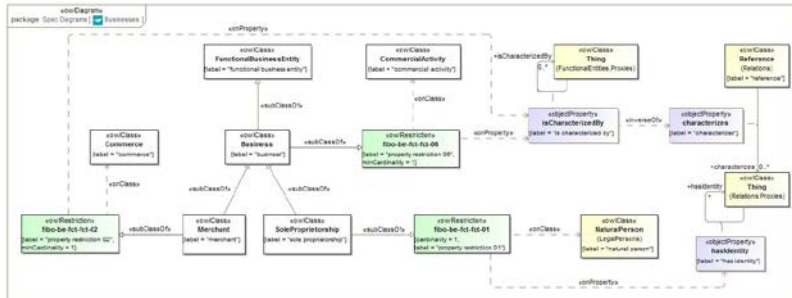 «owlDiagram»
package Spec Diagrams [ Businesses ]
«onProperty»
«owlClass»
FunctionalBusinessEntity
[label = "functional business entity"]
«owlClass»
CommercialActivity
[label = "commercial activity"]
+isCharacterizedBy
0..*
«owlClass»
Thing
(FunctionalEntities.Proxies)
«owlClass»
Reference
(Relations)
[label = "reference"]
«subClassOf»
«onClass»
«owlClass»
Commerce
[label = "commerce"]
«owlClass»
Business
[label = "business"]
«subClassOf»
«owlRestriction»
fibo-be-fct-fct-06
[label = "property restriction 06",
minCardinality = 1]
«onProperty»
«objectProperty»
isCharacterizedBy
[label = "is characterized by"]
«inverseOf»
«objectProperty»
characterizes
[label = "characterizes"]
+characterizes 0..*
«onClass»
«subClassOf»
«subClassOf»
+hasIdentity
*
«owlClass»
Thing
(Relations.Proxies)
«owlRestriction»
fibo-be-fct-fct-02
[label = "property restriction 02",
minCardinality = 1]
«subClassOf»
«owlClass»
Merchant
[label = "merchant"]
«owlClass»
SoleProprietorship
[label = "sole proprietorship"]
«subClassOf»
«owlRestriction»
fibo-be-fct-fct-01
[cardinality = 1,
label = "property restriction 01"]
«onClass»
«owlClass»
NaturalPerson
(LegalPersons)
[label = "natural person"]
«objectProperty»
hasIdentity
[label = "has identity"]
«onProperty»